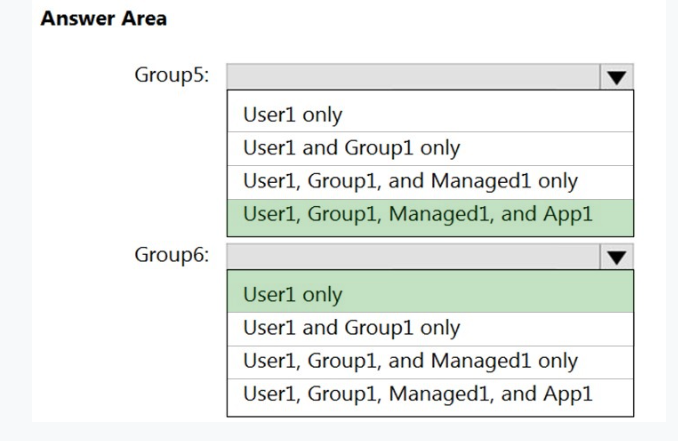 Answer Area
Group5:
User1 only
User1 and Group1 only
User1, Group1, and Managed1 only
User1, Group1, Managed1, and App1
Group6:
User1 only
User1 and Group1 only
User1, Group1, and Managed1 only
User1, Group1, Managed1, and App1